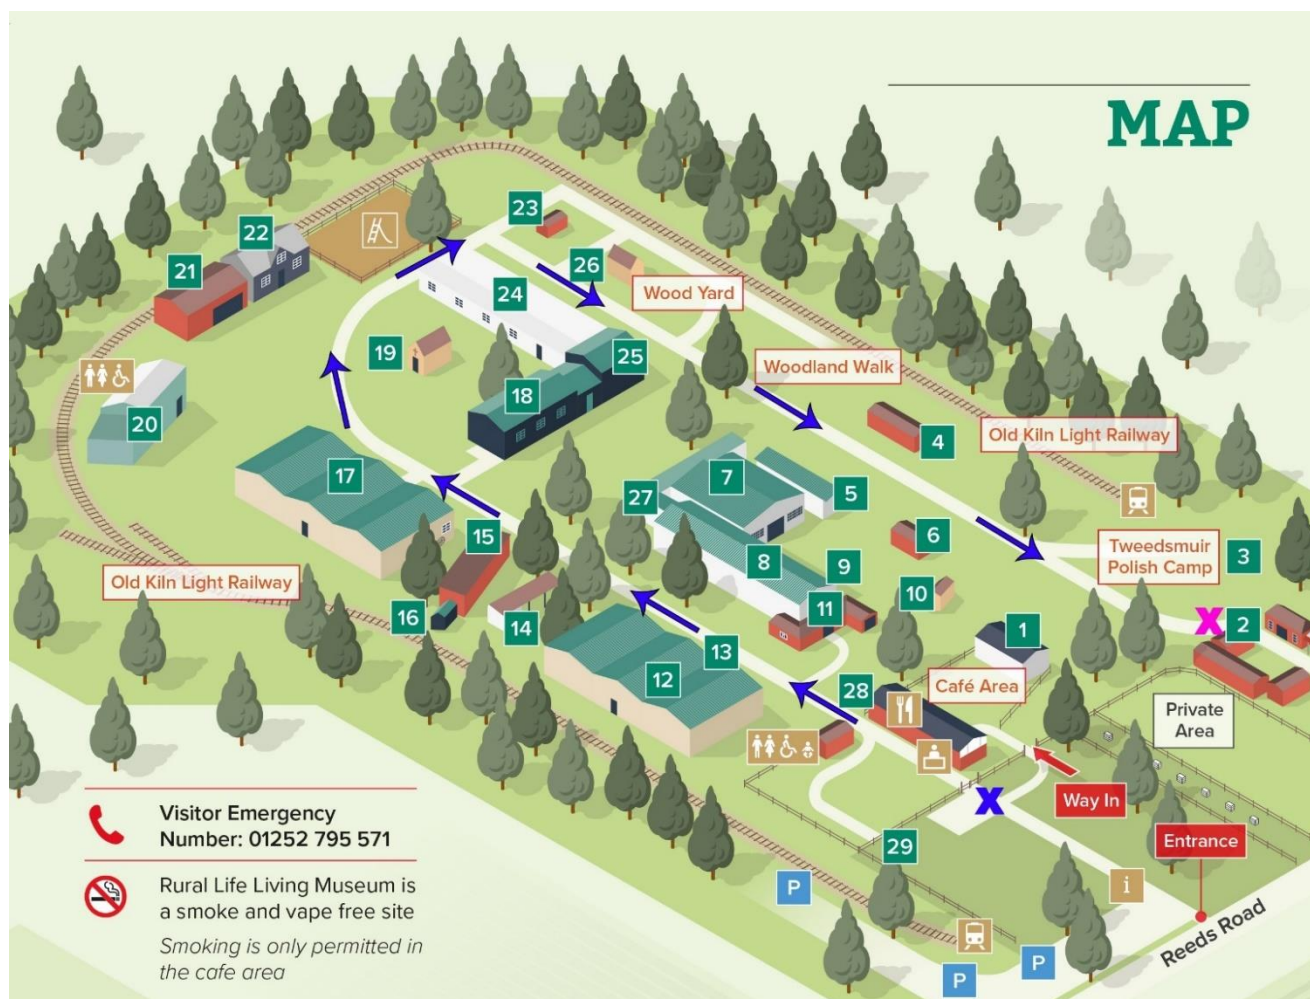 MAP
23
22
26
21
24
Wood Yard
19
25
Woodland Walk
18
4
Old Kiln Light Railway
20
17
7
5
27
15
6
8
9
Tweedsmuir
Polish Camp
3
Old Kiln Light Railway
10
16
14
11
X
2
1
13
12
28
Café Area
Private
Area
X
Way In
Visitor Emergency
Number: 01252 795 571
29
Entrance
P
i
Rural Life Living Museum is
a smoke and vape free site
Smoking is only permitted in
the cafe area
P
P
Reeds Road